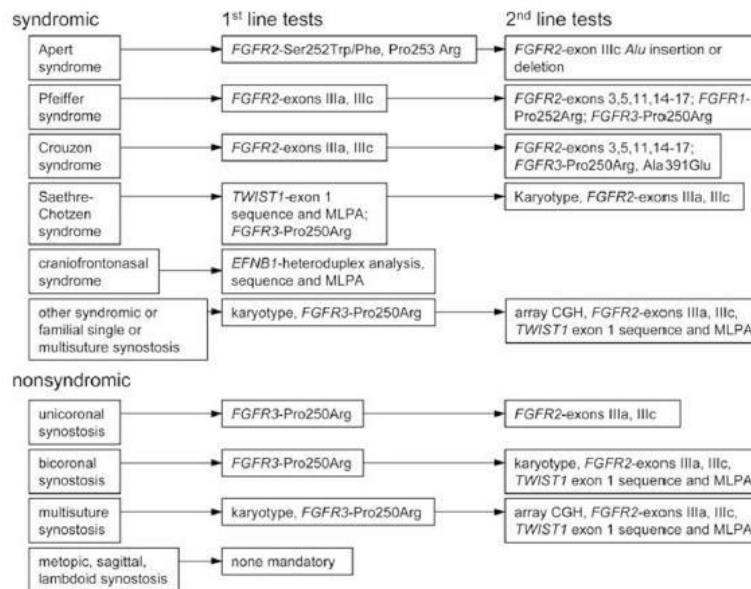 syndromic
1st line tests
2nd line tests
Apert
syndrome
FGFR2-Ser252Trp/Phe, Pro253 Arg
FGFR2-exon IIIc Alu insertion or
deletion
Pfeiffer
syndrome
FGFR2-exons IIIa, IIIc
FGFR2-exons 3,5,11,14-17; FGFR1-
Pro252Arg; FGFR3-Pro250Arg
Crouzon
syndrome
FGFR2-exons IIIa, IIIc
FGFR2-exons 3,5,11,14-17;
FGFR3-Pro250Arg, Ala391Glu
Saethre-
Chotzen
syndrome
TWIST1-exon 1
sequence and MLPA;
FGFR3-Pro250Arg
Karyotype, FGFR2-exons IIIa, IIIc
craniofrontonasal
syndrome
EFNB1-heteroduplex analysis,
sequence and MLPA
other syndromic or
familial single or
multisuture synostosis
karyotype, FGFR3-Pro250Arg
array CGH, FGFR2-exons IIIa, IIIc,
TWIST1 exon 1 sequence and MLPA
nonsyndromic
unicoronal
synostosis
FGFR3-Pro250Arg
FGFR2-exons IIIa, IIIc
bicoronal
synostosis
FGFR3-Pro250Arg
karyotype, FGFR2-exons IIIa, IIIc,
TWIST1 exon 1 sequence and MLPA
multisuture
synostosis
karyotype, FGFR3-Pro250Arg
array CGH, FGFR2-exons IIIa, IIIc,
TWIST1 exon 1 sequence and MLPA
metopic, sagittal,
lambdoid synostosis
none mandatory